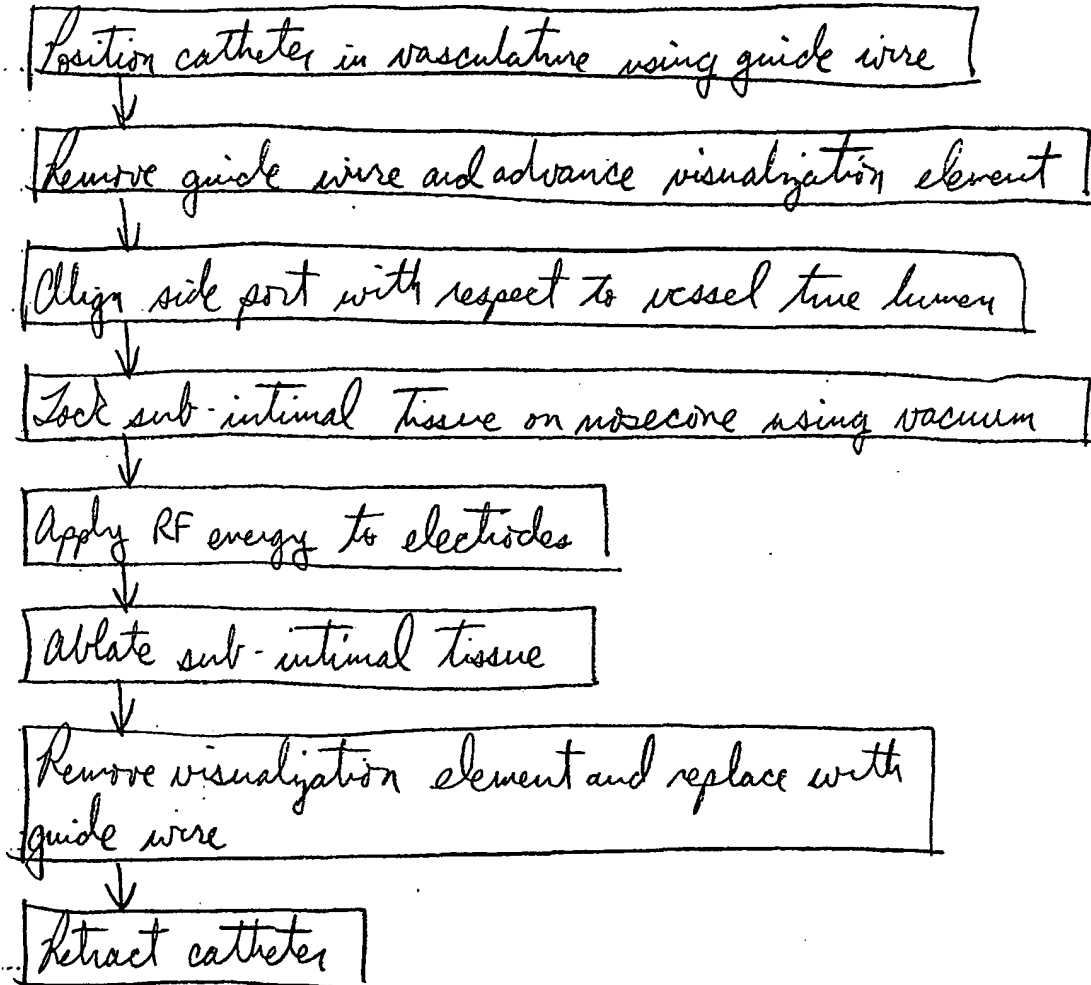 Position catheter in vasculature using guide wire
Remove guide wire and advance visualization element
Align side port with respect to vessel true lumen
Lock sub-intimal tissue on nosecone using vacuum
Apply RF energy to electrodes
Ablate sub-intimal tissue
Remove visualization element and replace with
guide wire
Retract catheter